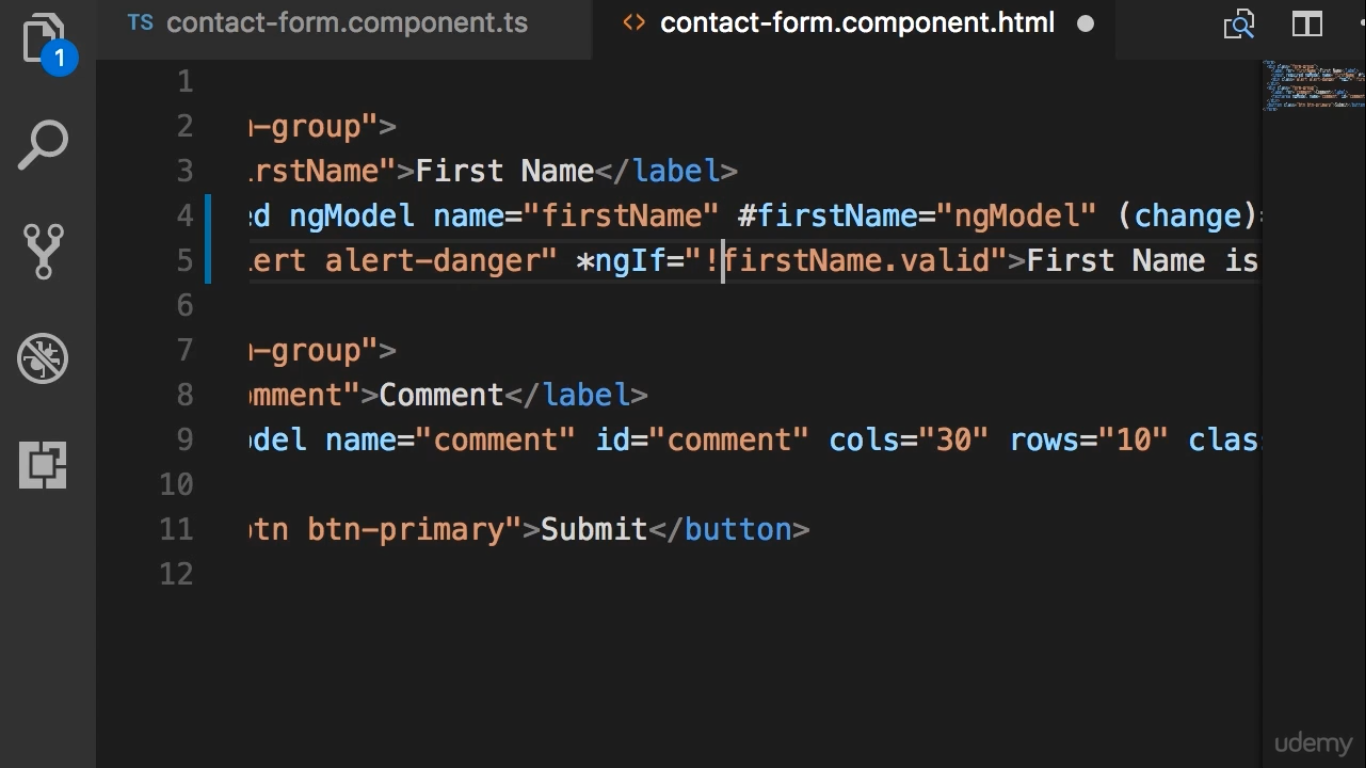 TS contact-form.component.ts
<> contact-form.component.html
1
1
2 -group">
3 rstName">First Name</label>
4 ed ngModel name="firstName" #firstName="ngModel" (change)=
5 ert alert-danger" *ngIf="!firstName.valid">First Name is
6
7 -group">
8 omment">Comment</label>
9 odel name="comment" id="comment" cols="30" rows="10" clas
10
11 btn btn-primary">Submit</button>
12
udemy